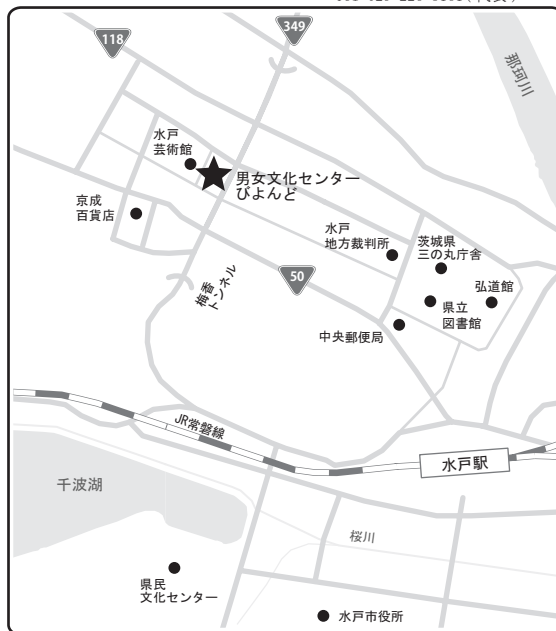 349
118
那珂川
水戸
芸術館
男女文化センター
びよんど
京成
百貨店
水戸
地方裁判所
茨城県
三の丸庁舎
弘道館
50
梅香
トンネル
県立
図書館
中央郵便局
JR常磐線
水戸駅
千波湖
桜川
県民
文化センター
水戸市役所